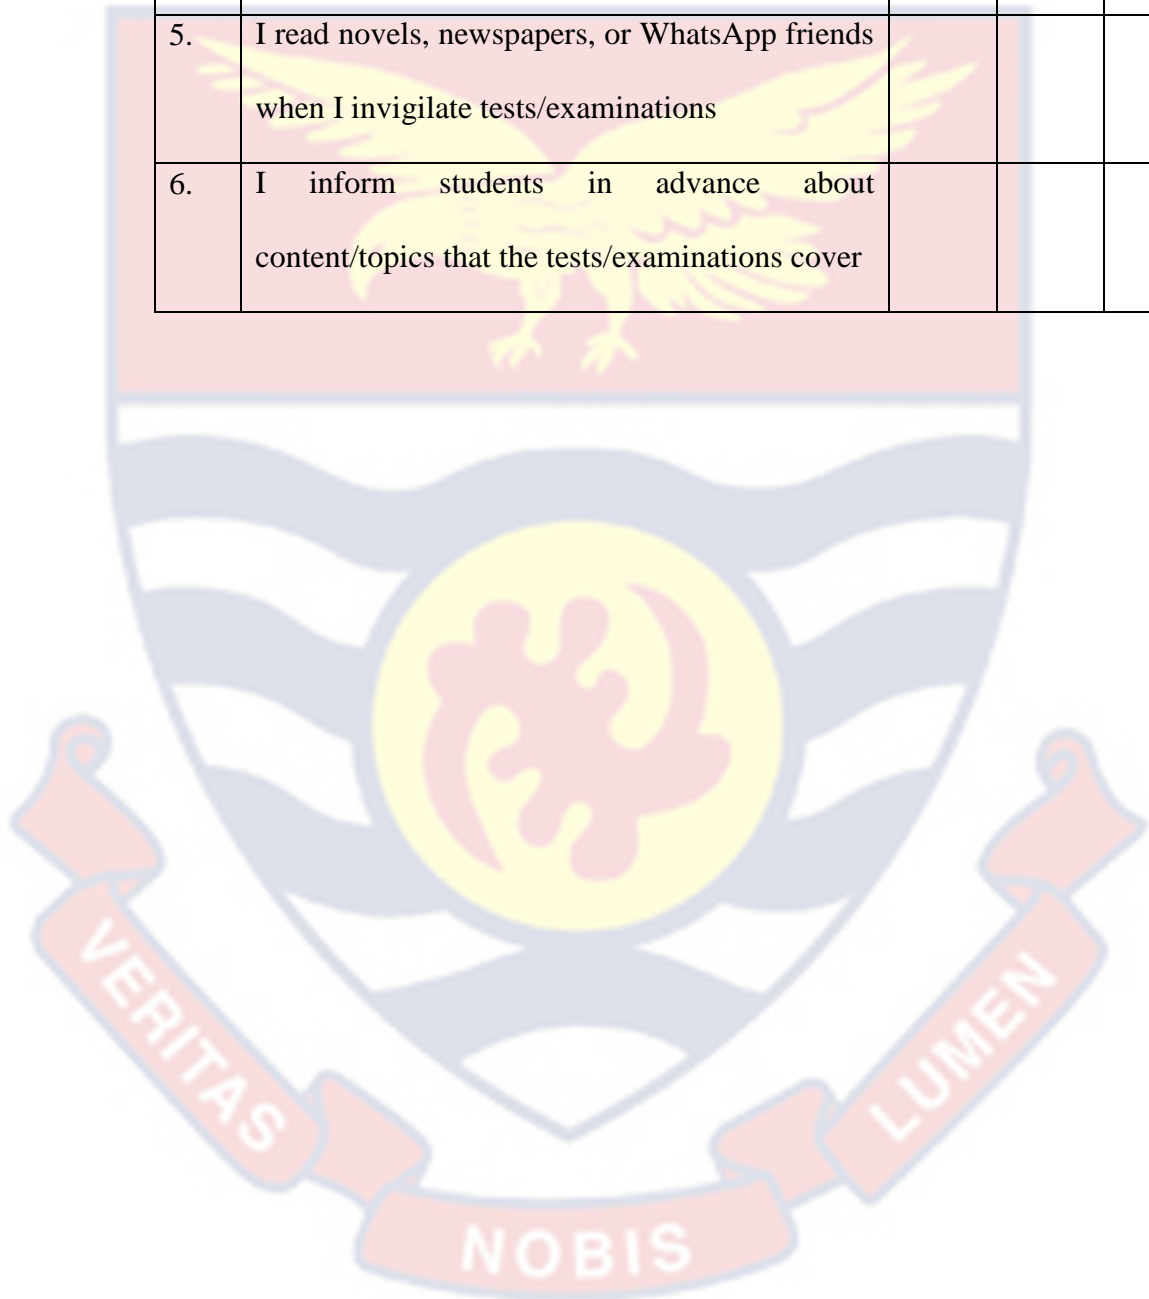 5. I read novels, newspapers, or WhatsApp friends
when I invigilate tests/examinations
6. I inform students in advance about
content/topics that the tests/examinations cover
VERITAS
NOBIS
LUMEN